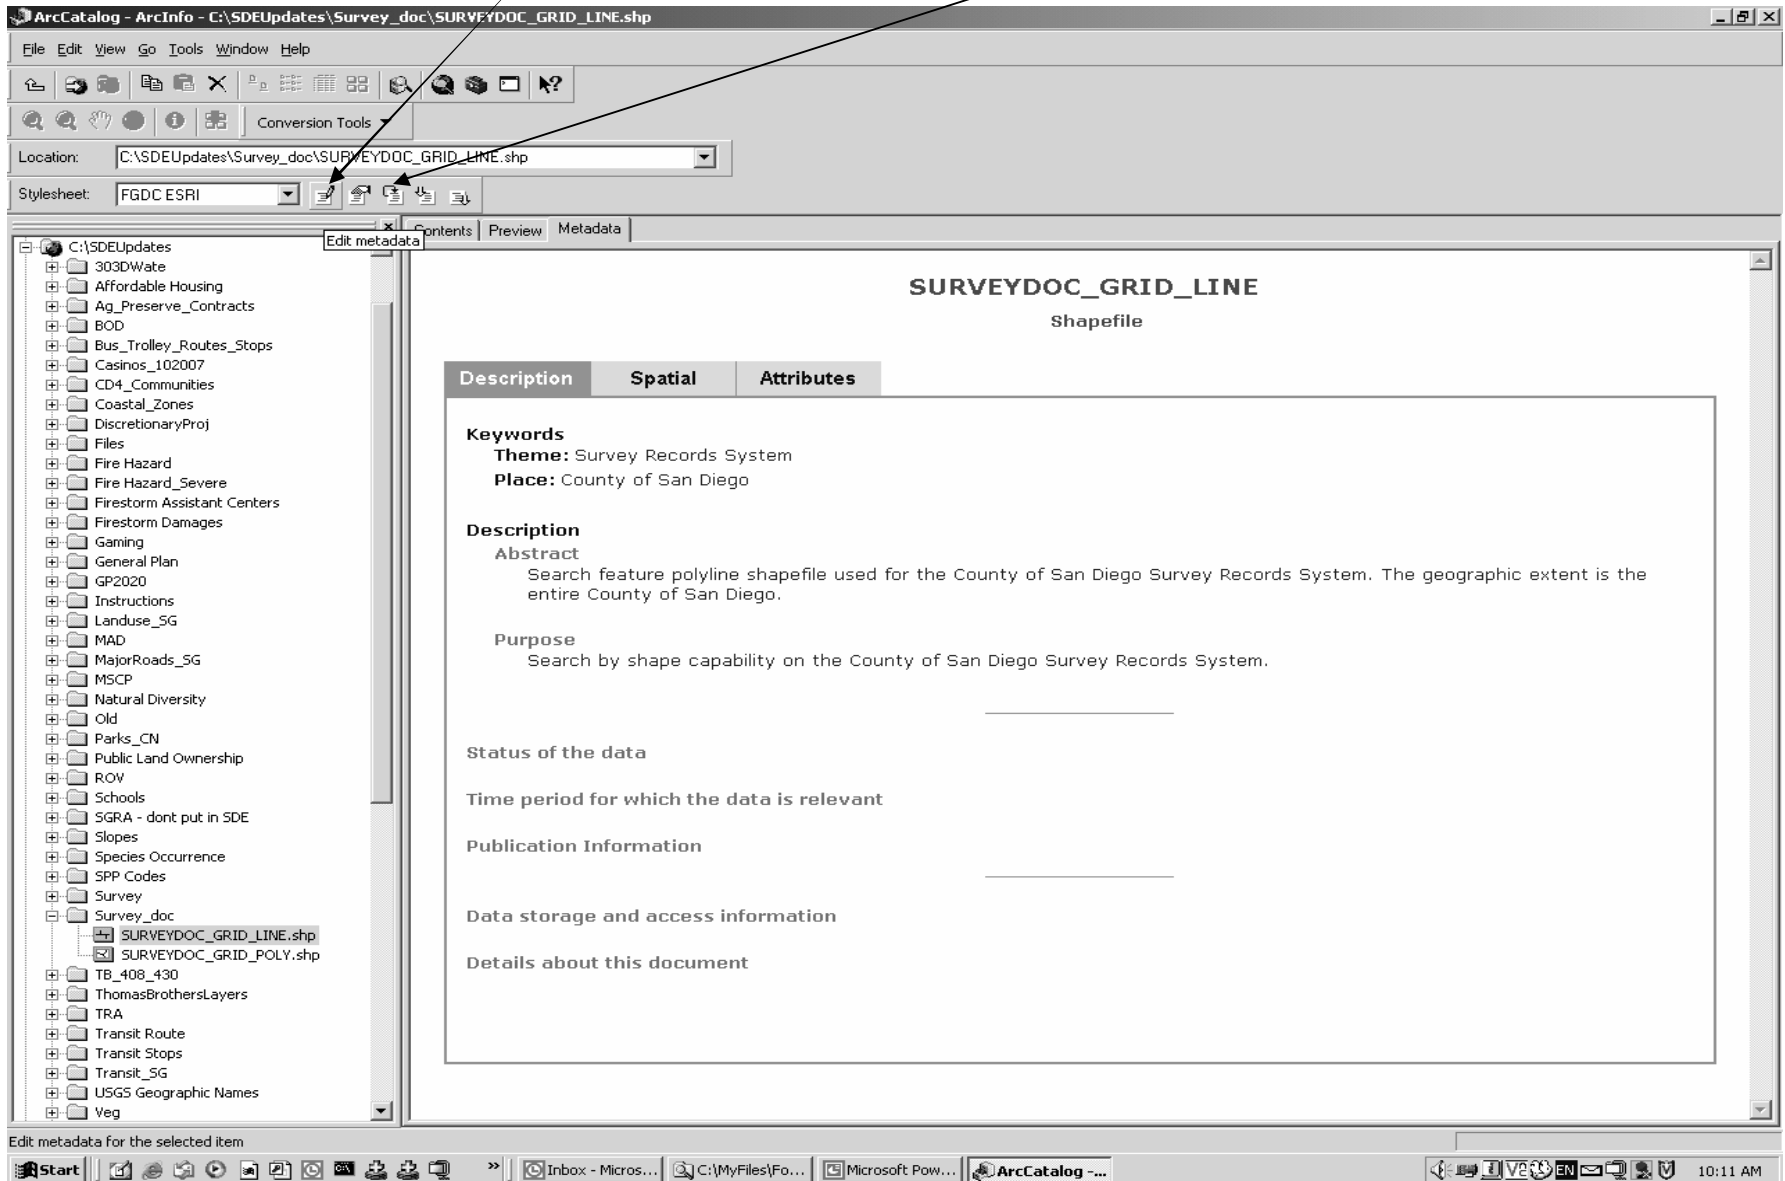 ArcCatalog - ArcInfo - C:\SDEUpdates\Survey_doc\SURVEYDOC_GRID_LINE.shp
File Edit View Go Tools Window Help
Conversion Tools
Location: C:\SDEUpdates\Survey_doc\SURVEYDOC_GRID_LINE.shp
Stylesheet: FGDC ESRI
Edit metadata
Contents Preview Metadata
C:\SDEUpdates
303DWate
Affordable Housing
Ag_Preserve_Contracts
BOD
Bus_Trolley_Routes_Stops
Casinos_102007
CD4_Communities
Coastal_Zones
DiscretionaryProj
Files
Fire Hazard
Fire Hazard_Severe
Firestorm Assistant Centers
Firestorm Damages
Gaming
General Plan
GP2020
Instructions
Landuse_SG
MAD
MajorRoads_SG
MSCP
Natural Diversity
Old
Parks_CN
Public Land Ownership
ROV
Schools
SGRA - dont put in SDE
Slopes
Species Occurrence
SPP Codes
Survey
Survey_doc
SURVEYDOC_GRID_LINE.shp
SURVEYDOC_GRID_POLY.shp
TB_408_430
ThomasBrothersLayers
TRA
Transit Route
Transit Stops
Transit_SG
USGS Geographic Names
Veg
SURVEYDOC_GRID_LINE
Shapefile
Description Spatial Attributes
Keywords
Theme: Survey Records System
Place: County of San Diego
Description
Abstract
Search feature polyline shapefile used for the County of San Diego Survey Records System. The geographic extent is the
entire County of San Diego.
Purpose
Search by shape capability on the County of San Diego Survey Records System.
Status of the data
Time period for which the data is relevant
Publication Information
Data storage and access information
Details about this document
Edit metadata for the selected item
Start » Inbox - Micros... C:\MyFiles\Fo... Microsoft Pow... ArcCatalog -... EN 10:11 AM